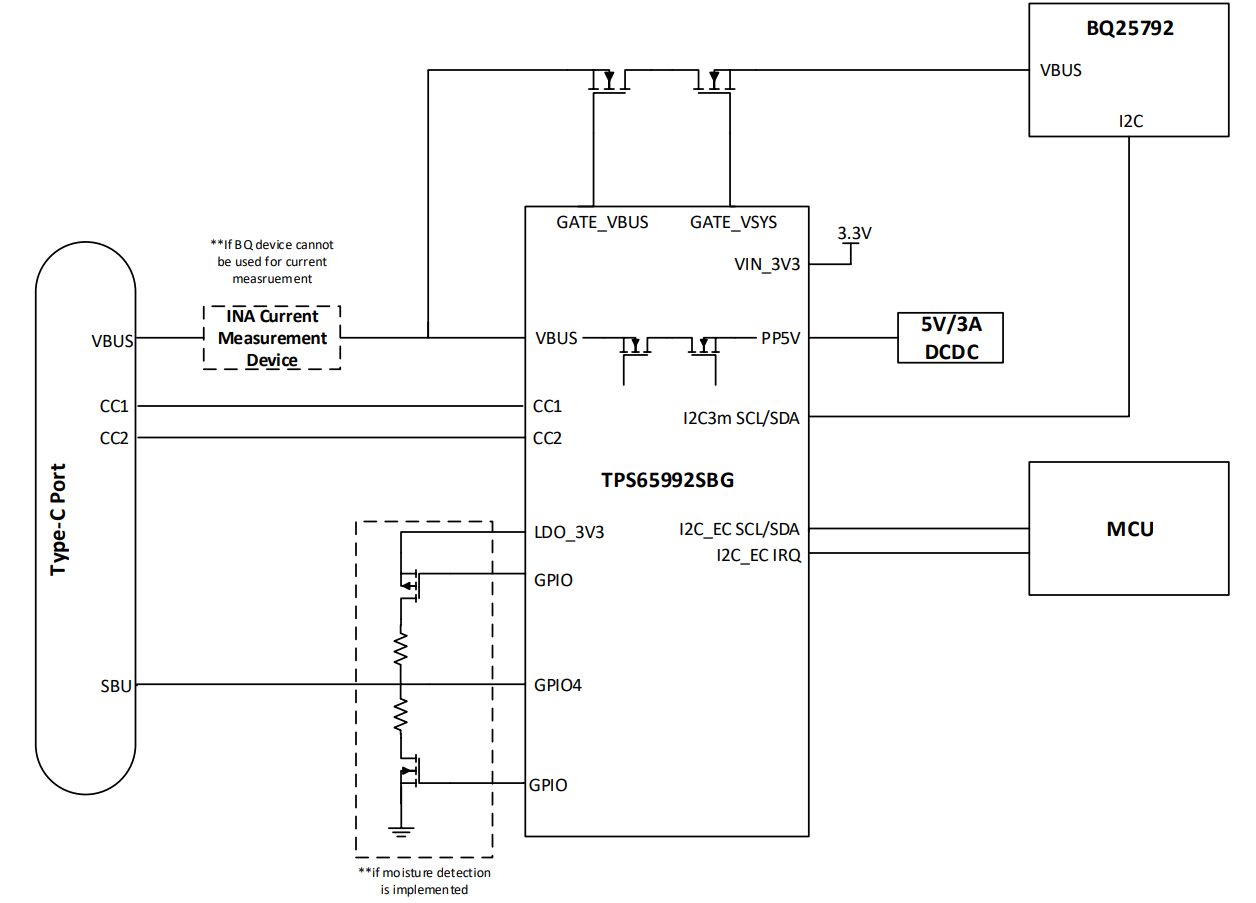 BQ25792
VBUS
I2C
GATE_VBUS
GATE_VSYS
3.3V
VIN_3V3
**If BQ device cannot
be used for current
measruement
INA Current
Measurement
Device
VBUS
VBUS
PP5V
5V/3A
DCDC
CC1
CC1
I2C3m SCL/SDA
CC2
CC2
TPS65992SBG
Type-C Port
LDO_3V3
I2C_EC SCL/SDA
MCU
I2C_EC IRQ
GPIO
SBU
GPIO4
GPIO
**if moisture detection
is implemented